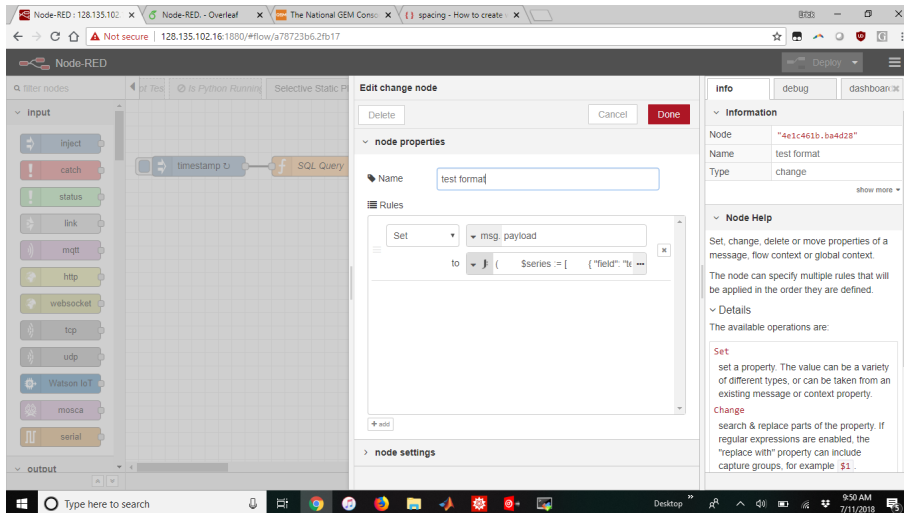 Node-RED : 128.135.102.
Node-RED. - Overleaf
The National GEM Conso
spacing - How to create
Not secure | 128.135.102.16:1880/#flow/a78723b6.2fb17
Node-RED
Deploy
filter nodes
input
inject
catch
status
link
mqtt
http
websocket
tcp
udp
Watson IoT
mosca
serial
output
ot Tes
Is Python Running
Selective Static P
timestamp ↻
SQL Query
Edit change node
Delete
Cancel
Done
node properties
Name
test format
Rules
Set
msg. payload
to
( $series := [ { "field": "te
add
node settings
info
debug
dashboard
Information
Node "4e1c461b.ba4d28"
Name test format
Type change
show more
Node Help
Set, change, delete or move properties of a
message, flow context or global context.
The node can specify multiple rules that will
be applied in the order they are defined.
Details
The available operations are:
Set
set a property. The value can be a variety
of different types, or can be taken from an
existing message or context property.
Change
search & replace parts of the property. If
regular expressions are enabled, the
"replace with" property can include
capture groups, for example $1 .
Type here to search
Desktop
9:50 AM
7/11/2018